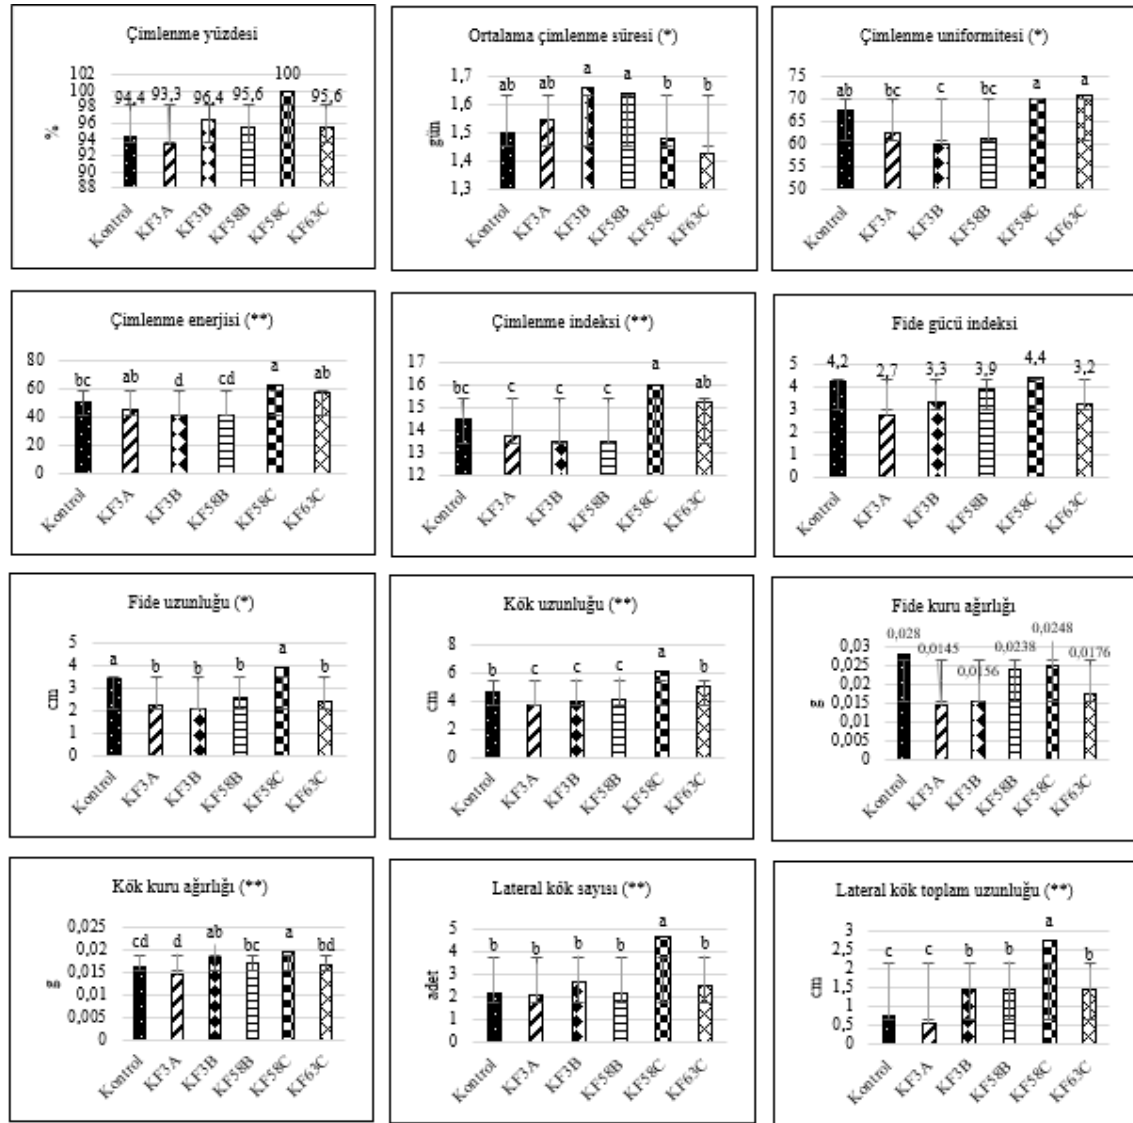 Çimlenme yüzdesi
%
102
100
98
96
94
92
90
88
94,4 93,3 96,4 95,6 100 95,6
Kontrol KF3A KF3B KF58B KF58C KF63C
Ortalama çimlenme süresi (*)
gün
1,7
1,6
1,5
1,4
1,3
ab ab a a b b
Kontrol KF3A KF3B KF58B KF58C KF63C
Çimlenme uniformitesi (*)
75
70
65
60
55
50
ab bc c bc a a
Kontrol KF3A KF3B KF58B KF58C KF63C
Çimlenme enerjisi (**)
80
60
40
20
0
bc ab d cd a ab
Kontrol KF3A KF3B KF58B KF58C KF63C
Çimlenme indeksi (**)
17
16
15
14
13
12
bc c c c a ab
Kontrol KF3A KF3B KF58B KF58C KF63C
Fide gücü indeksi
5
4
3
2
1
0
4,2 2,7 3,3 3,9 4,4 3,2
Kontrol KF3A KF3B KF58B KF58C KF63C
Fide uzunluğu (*)
cm
5
4
3
2
1
0
a b b b a b
Kontrol KF3A KF3B KF58B KF58C KF63C
Kök uzunluğu (**)
cm
8
6
4
2
0
b c c c a b
Kontrol KF3A KF3B KF58B KF58C KF63C
Fide kuru ağırlığı
g
0,03
0,025
0,02
0,015
0,01
0,005
0
0,028 0,0145 0,0156 0,0238 0,0248 0,0176
Kontrol KF3A KF3B KF58B KF58C KF63C
Kök kuru ağırlığı (**)
g
0,025
0,02
0,015
0,01
0,005
0
cd d ab bc a bd
Kontrol KF3A KF3B KF58B KF58C KF63C
Lateral kök sayısı (**)
adet
5
4
3
2
1
0
b b b b a b
Kontrol KF3A KF3B KF58B KF58C KF63C
Lateral kök toplam uzunluğu (**)
cm
3
2,5
2
1,5
1
0,5
0
c c b b a b
Kontrol KF3A KF3B KF58B KF58C KF63C